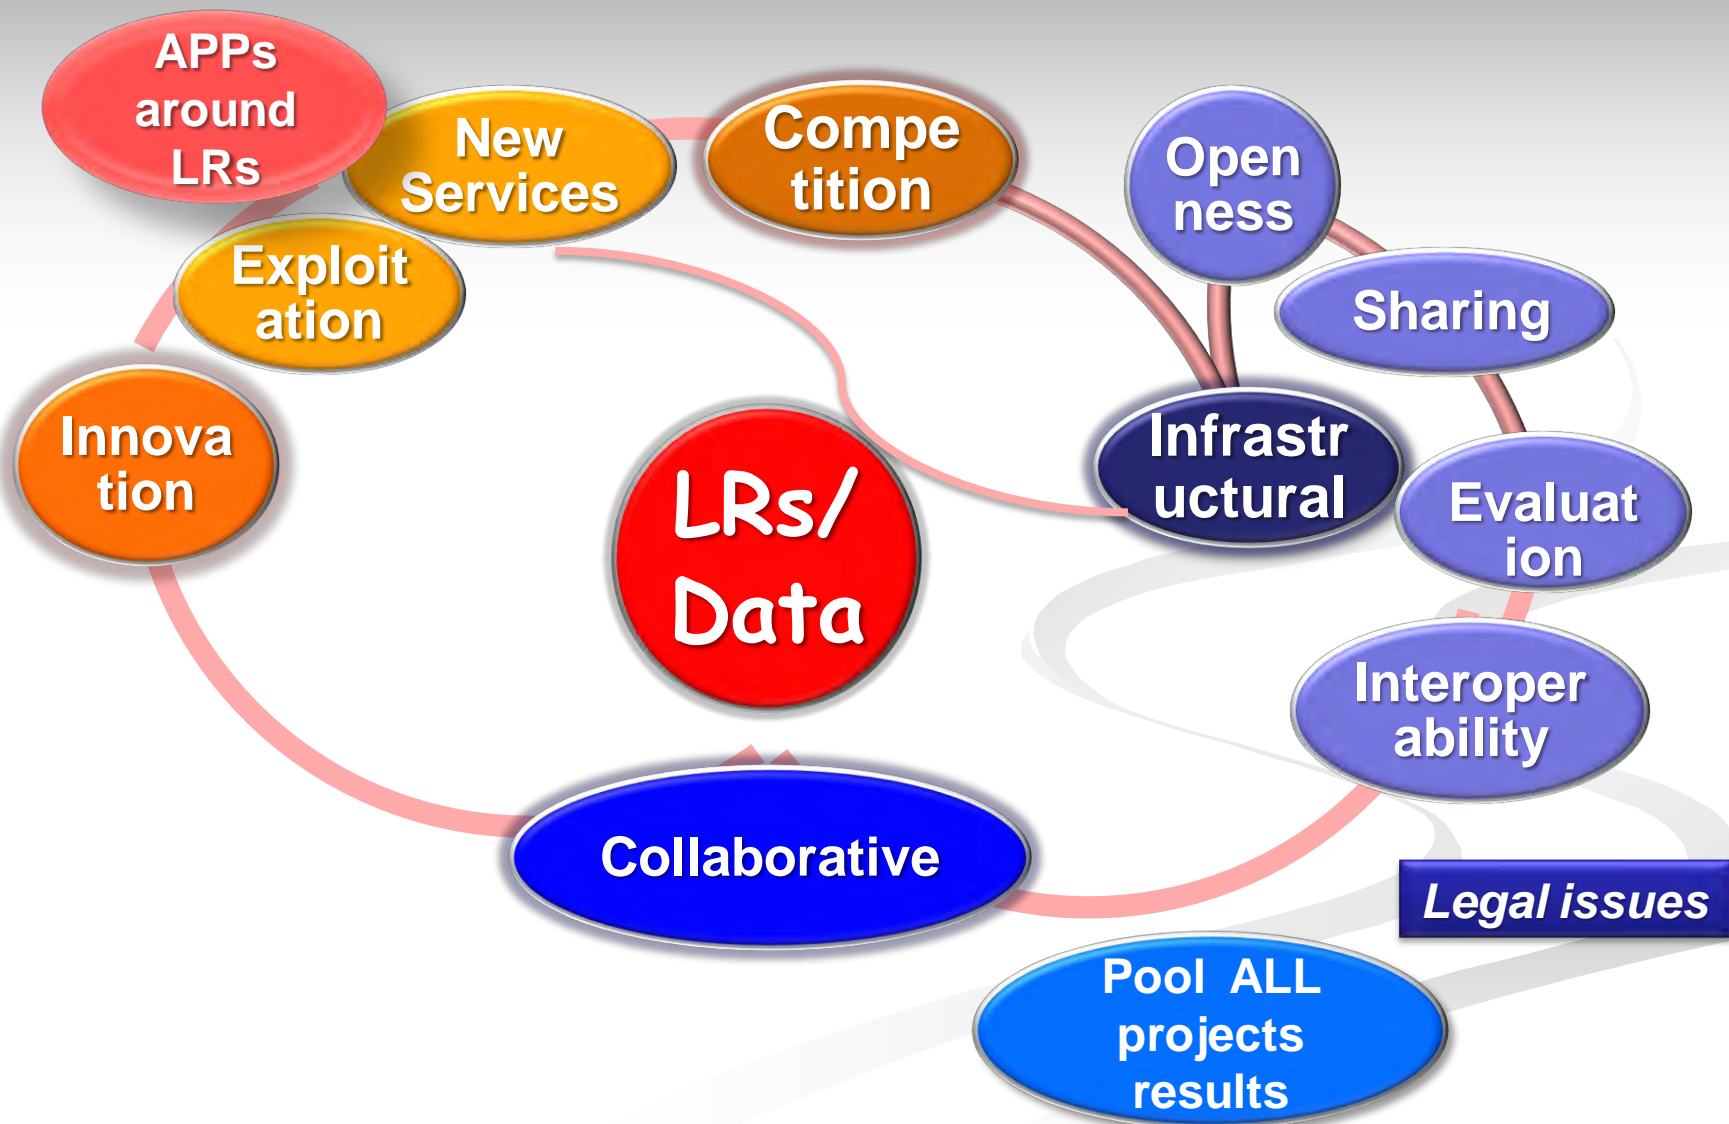 APPs
around
LRs
New
Services
Compe
tition
Open
ness
Exploit
ation
Sharing
Innova
tion
Infrastr
uctural
LRs/
Data
Evaluat
ion
Interoper
ability
Collaborative
Legal issues
Pool  ALL
projects
results